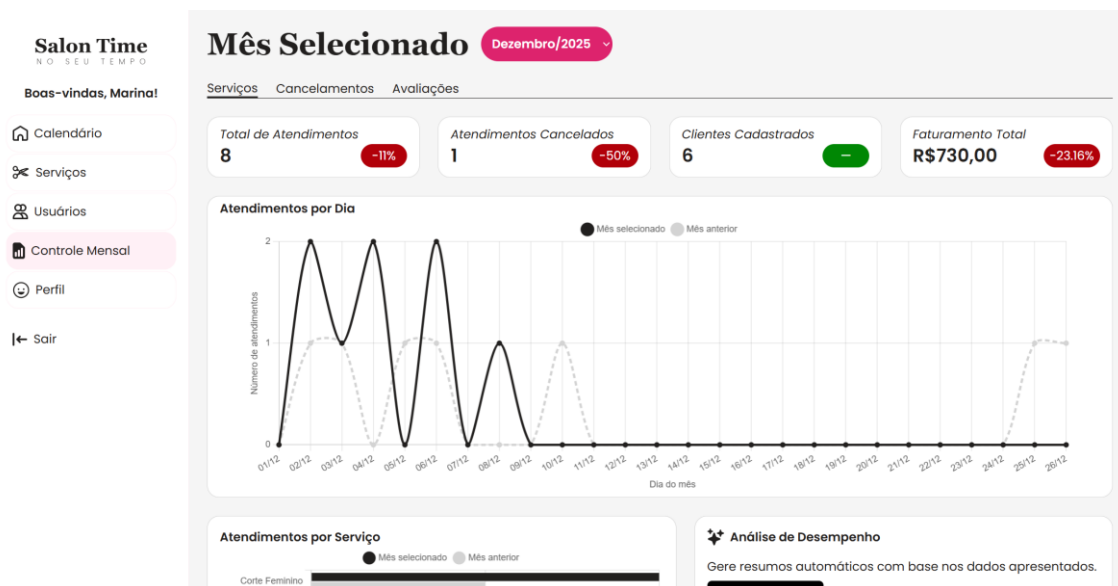 Salon Time
NO SEU TEMPO
Boas-vindas, Marina!
Calendário
Serviços
Usuários
Controle Mensal
Perfil
Sair
Mês Selecionado
Dezembro/2025
Serviços Cancelamentos Avaliações
Total de Atendimentos
8
-11%
Atendimentos Cancelados
1
-50%
Clientes Cadastrados
6
—
Faturamento Total
R$730,00
-23.16%
Atendimentos por Dia
Mês selecionado Mês anterior
Número de atendimentos
2
1
0
01/12 02/12 03/12 04/12 05/12 06/12 07/12 08/12 09/12 10/12 11/12 12/12 13/12 14/12 15/12 16/12 17/12 18/12 19/12 20/12 21/12 22/12 23/12 24/12 25/12 26/12
Dia do mês
Atendimentos por Serviço
Mês selecionado Mês anterior
Corte Feminino
Análise de Desempenho
Gere resumos automáticos com base nos dados apresentados.